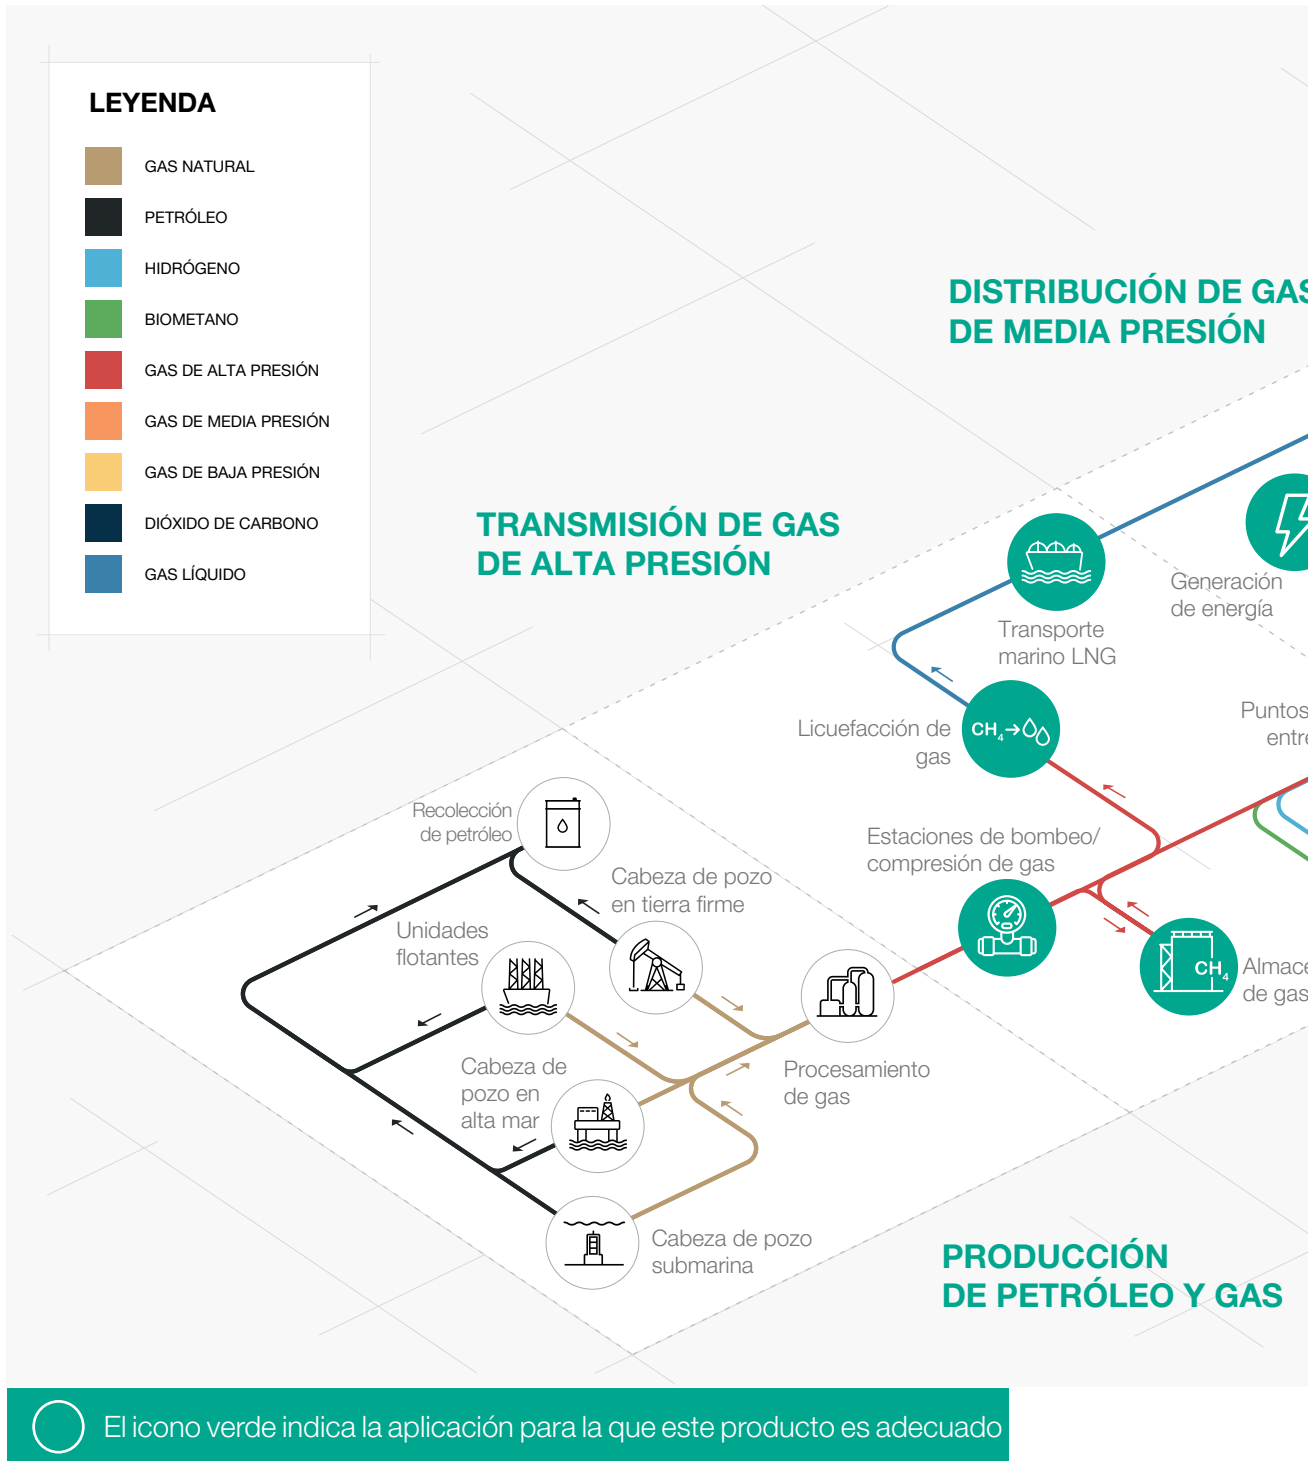 LEYENDA
GAS NATURAL
PETRÓLEO
HIDRÓGENO
BIOMETANO
GAS DE ALTA PRESIÓN
GAS DE MEDIA PRESIÓN
GAS DE BAJA PRESIÓN
DIÓXIDO DE CARBONO
GAS LÍQUIDO
DISTRIBUCIÓN DE GAS
DE MEDIA PRESIÓN
TRANSMISIÓN DE GAS
DE ALTA PRESIÓN
Generación
de energía
Transporte
marino LNG
Licuefacción de
gas
CH₄→
Puntos
entre
Estaciones de bombeo/
compresión de gas
Recolección
de petróleo
Cabeza de pozo
en tierra firme
Unidades
flotantes
CH₄
Almace
de gas
Procesamiento
de gas
Cabeza de
pozo en
alta mar
Cabeza de pozo
submarina
PRODUCCIÓN
DE PETRÓLEO Y GAS
El icono verde indica la aplicación para la que este producto es adecuado